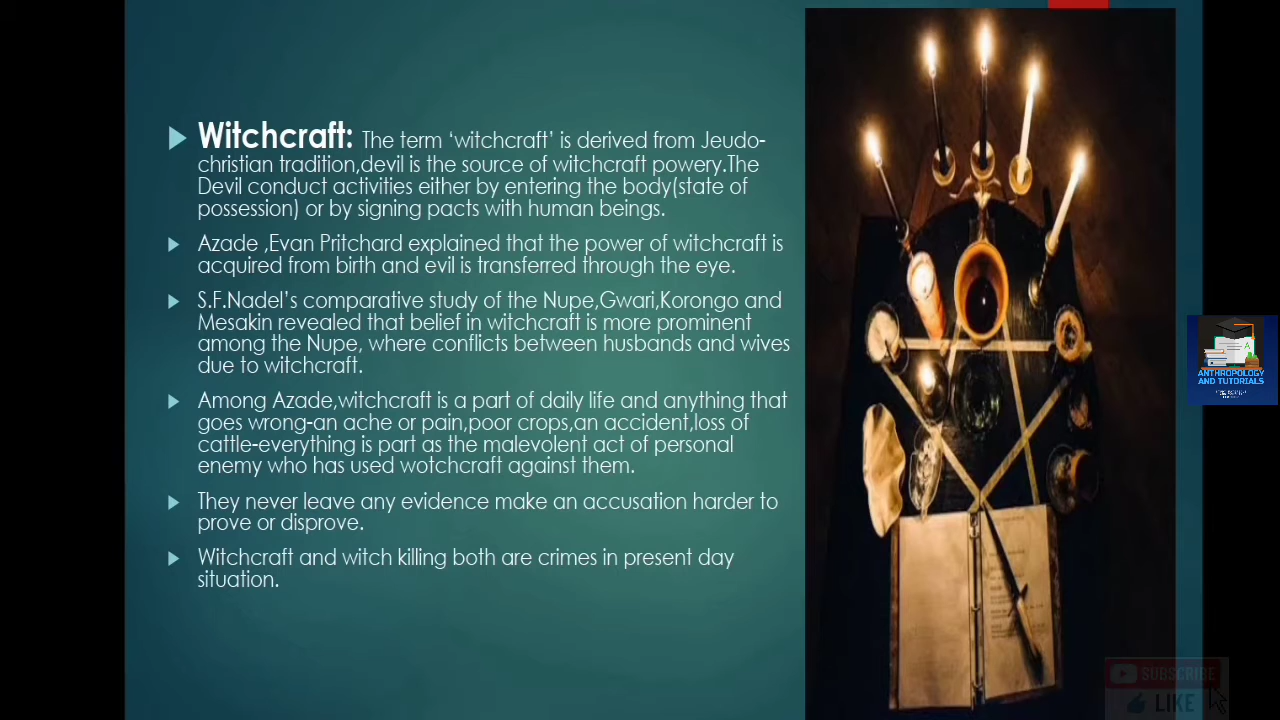 Witchcraft: The term ‘witchcraft’ is derived from Jeudo-
christian tradition,devil is the source of witchcraft powery.The
Devil conduct activities either by entering the body(state of
possession) or by signing pacts with human beings.
Azade ,Evan Pritchard explained that the power of witchcraft is
acquired from birth and evil is transferred through the eye.
S.F.Nadel’s comparative study of the Nupe,Gwari,Korongo and
Mesakin revealed that belief in witchcraft is more prominent
among the Nupe, where conflicts between husbands and wives
due to witchcraft.
Among Azade,witchcraft is a part of daily life and anything that
goes wrong-an ache or pain,poor crops,an accident,loss of
cattle-everything is part as the malevolent act of personal
enemy who has used wotchcraft against them.
They never leave any evidence make an accusation harder to
prove or disprove.
Witchcraft and witch killing both are crimes in present day
situation.
ANTHROPOLOGY
AND TUTORIALS
SUBSCRIBE
LIKE